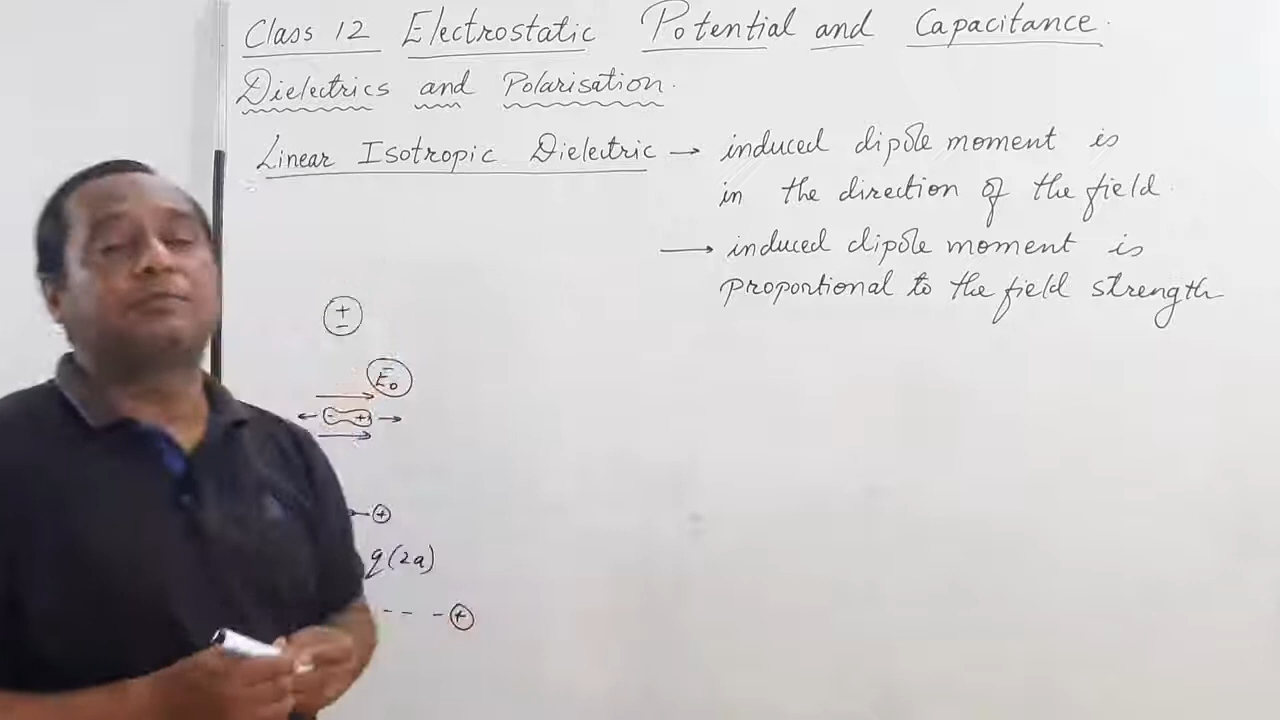 Class 12 Electrostatic Potential and Capacitance.
Dielectrics and Polarisation.
Linear Isotropic Dielectric → induced dipole moment is
in the direction of the field.
→ induced dipole moment is
proportional to the field strength
+
-
E₀
- +
+
q(2a)
+